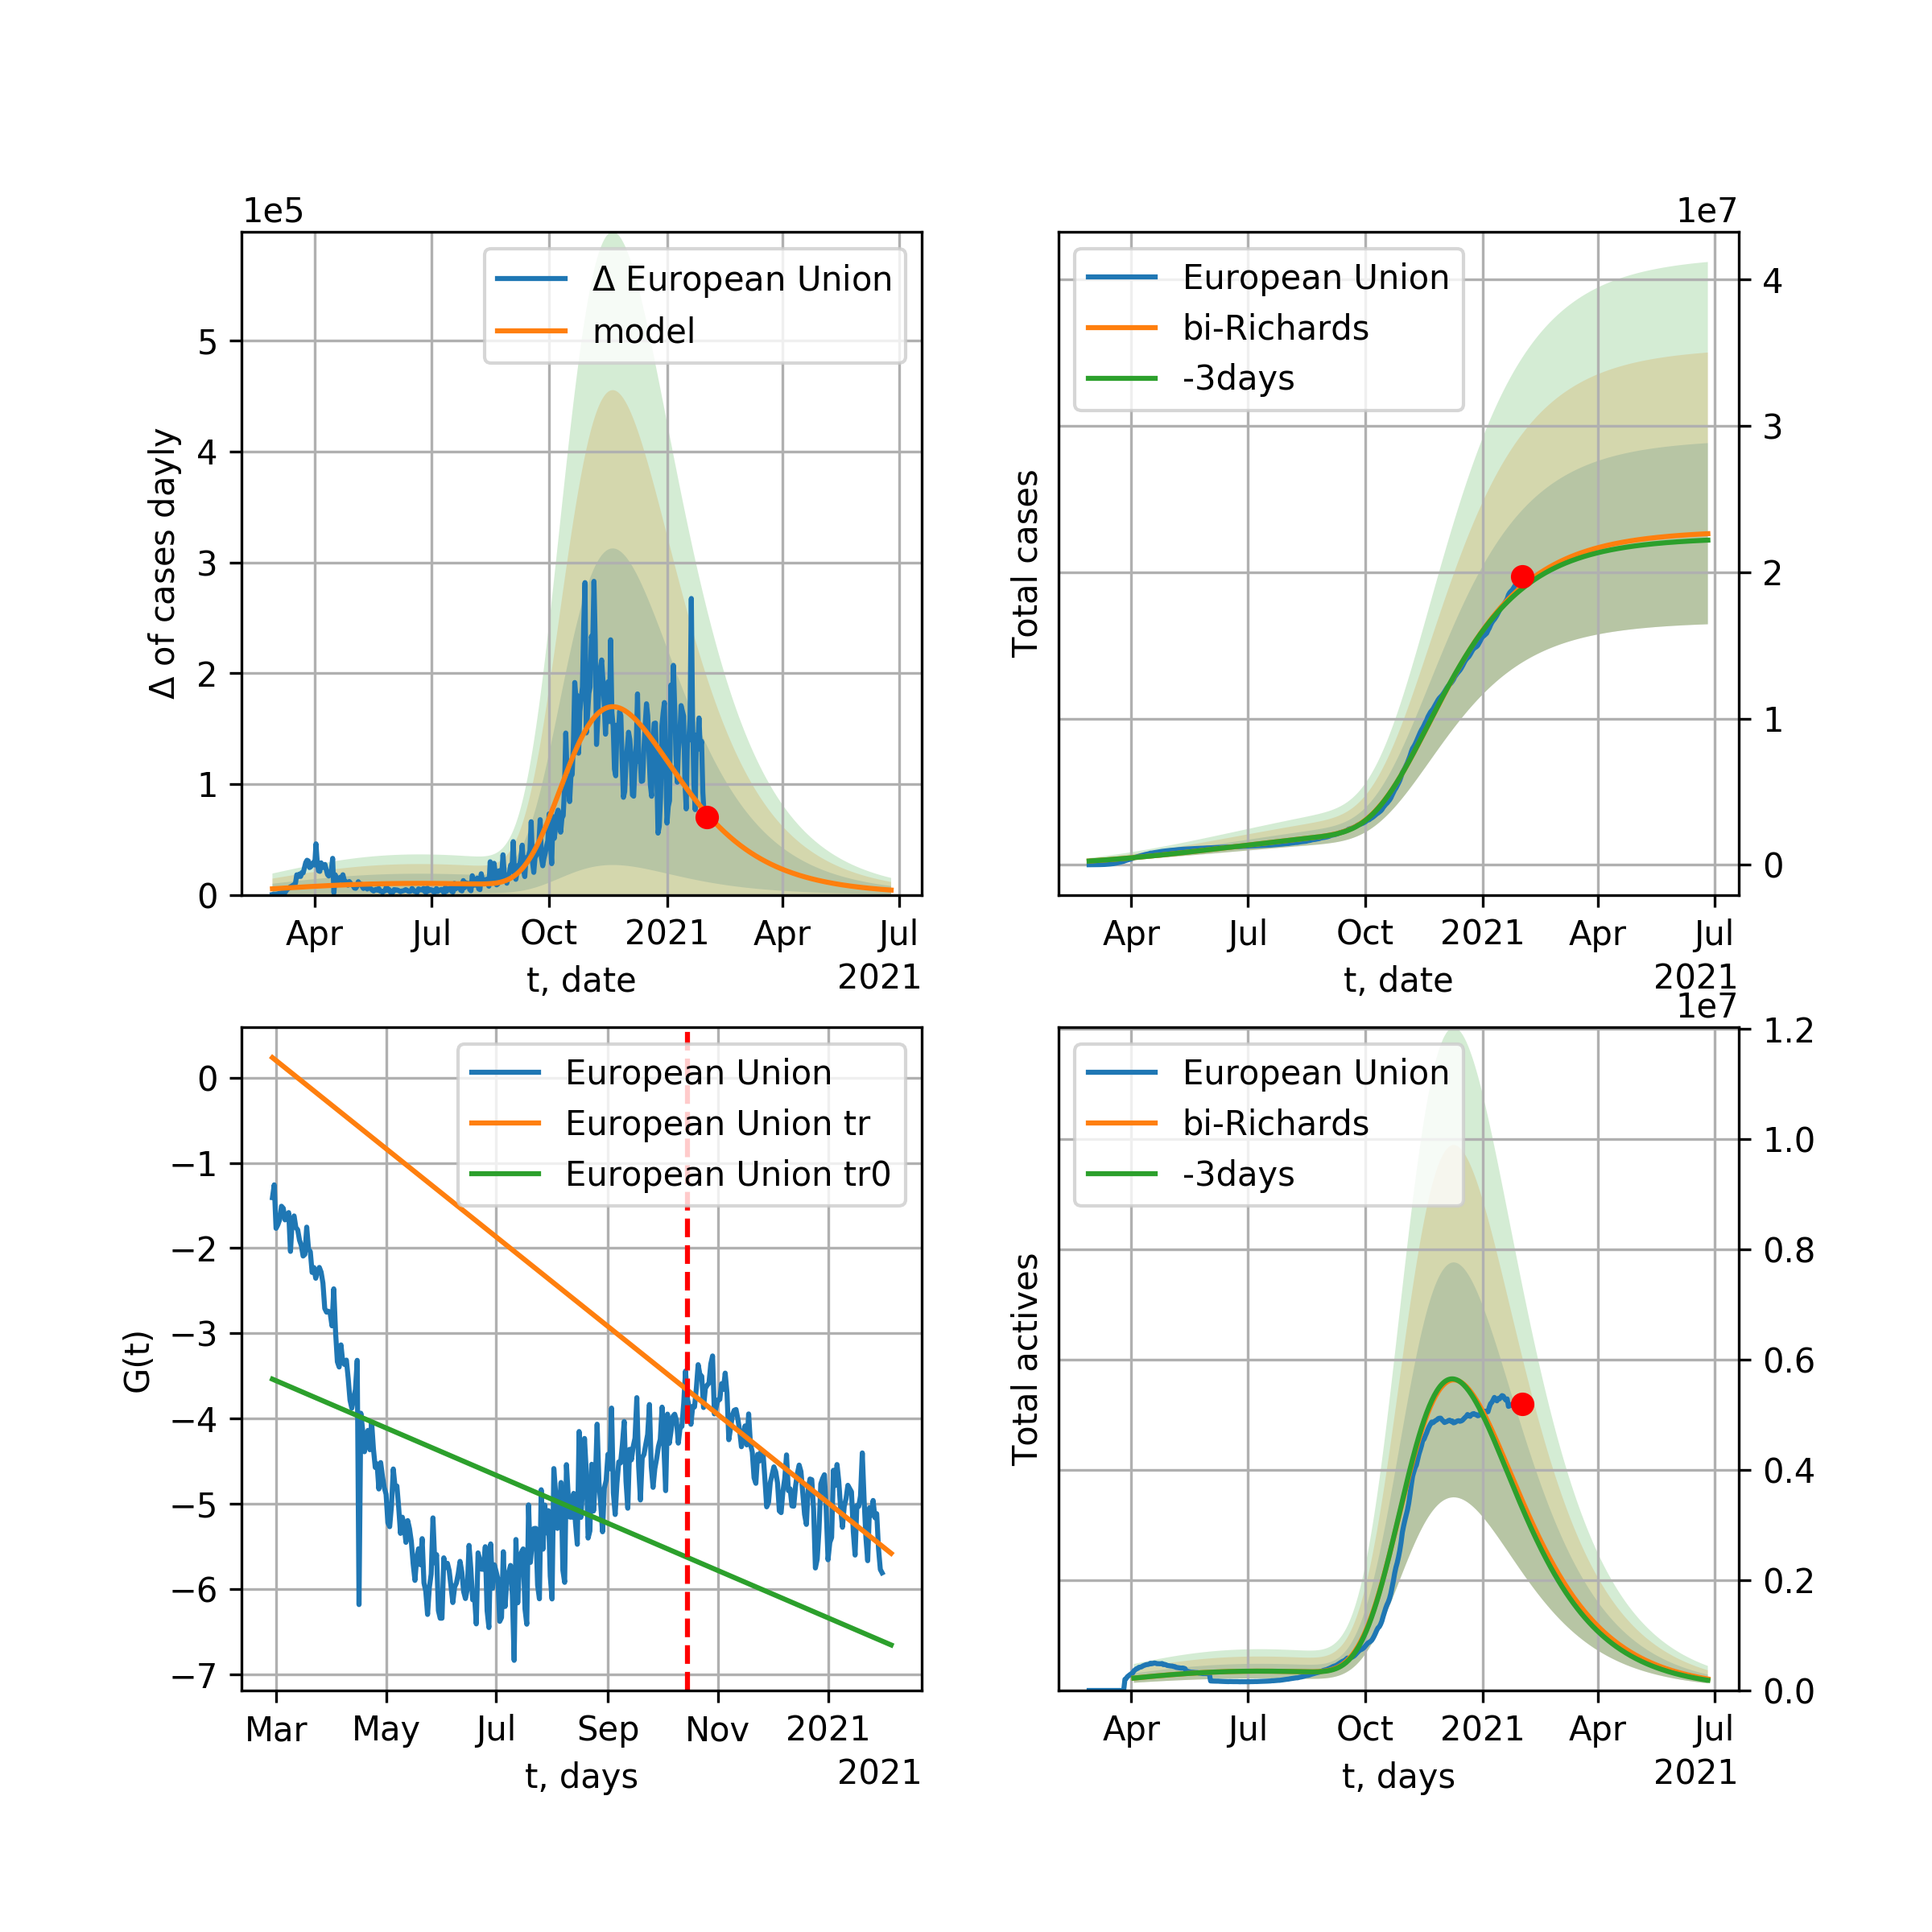 1e5
Δ European Union
model
5
4
3
2
1
0
Δ of cases dayly
Apr
Jul
Oct
2021
Apr
Jul
t, date
2021
1e7
European Union
bi-Richards
-3days
4
3
2
1
0
Total cases
Apr
Jul
Oct
2021
Apr
Jul
t, date
2021
European Union
European Union tr
European Union tr0
0
−1
−2
−3
−4
−5
−6
−7
G(t)
Mar
May
Jul
Sep
Nov
2021
t, days
2021
1e7
European Union
bi-Richards
-3days
1.2
1.0
0.8
0.6
0.4
0.2
0.0
Total actives
Apr
Jul
Oct
2021
Apr
Jul
t, days
2021